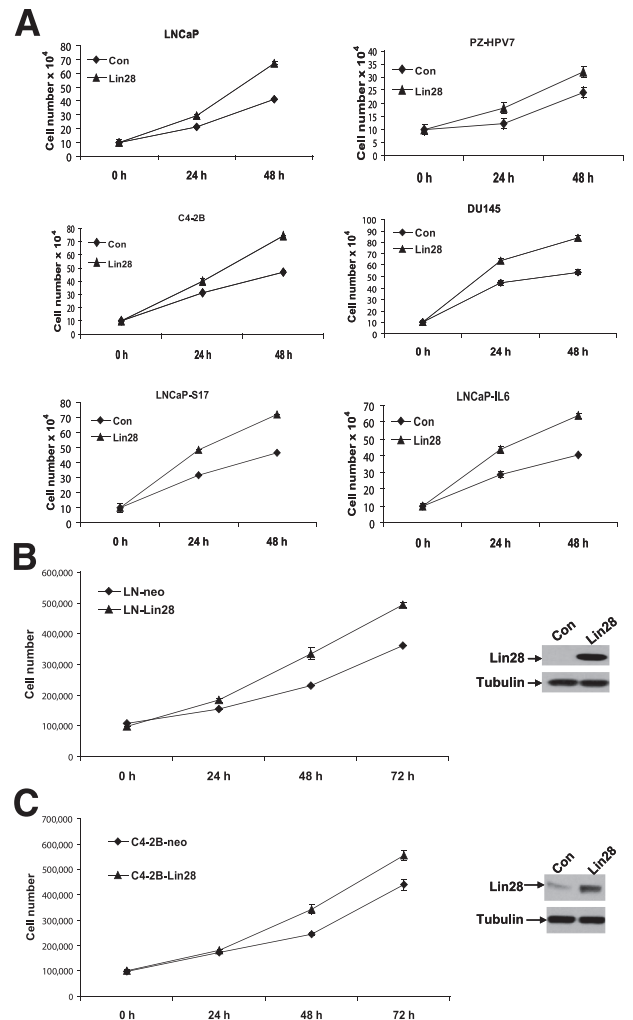 A
LNCaP
Cell number x 10⁴
80
70
60
50
40
30
20
10
0
Con
Lin28
0 h 24 h 48 h
PZ-HPV7
Cell number x 10⁴
40
35
30
25
20
15
10
5
0
Con
Lin28
0 h 24 h 48 h
C4-2B
Cell number x 10⁴
80
70
60
50
40
30
20
10
0
Con
Lin28
0 h 24 h 48 h
DU145
Cell number x 10⁴
100
90
80
70
60
50
40
30
20
10
0
Con
Lin28
0 h 24 h 48 h
LNCaP-S17
Cell number x 10⁴
80
70
60
50
40
30
20
10
0
Con
Lin28
0 h 24 h 48 h
LNCaP-IL6
Cell number x 10⁴
70
60
50
40
30
20
10
0
Con
Lin28
0 h 24 h 48 h
B
Cell number
600,000
500,000
400,000
300,000
200,000
100,000
0
LN-neo
LN-Lin28
0 h 24 h 48 h 72 h
Con Lin28
Lin28
Tubulin
C
Cell number
700,000
600,000
500,000
400,000
300,000
200,000
100,000
0
C4-2B-neo
C4-2B-Lin28
0 h 24 h 48 h 72 h
Con Lin28
Lin28
Tubulin